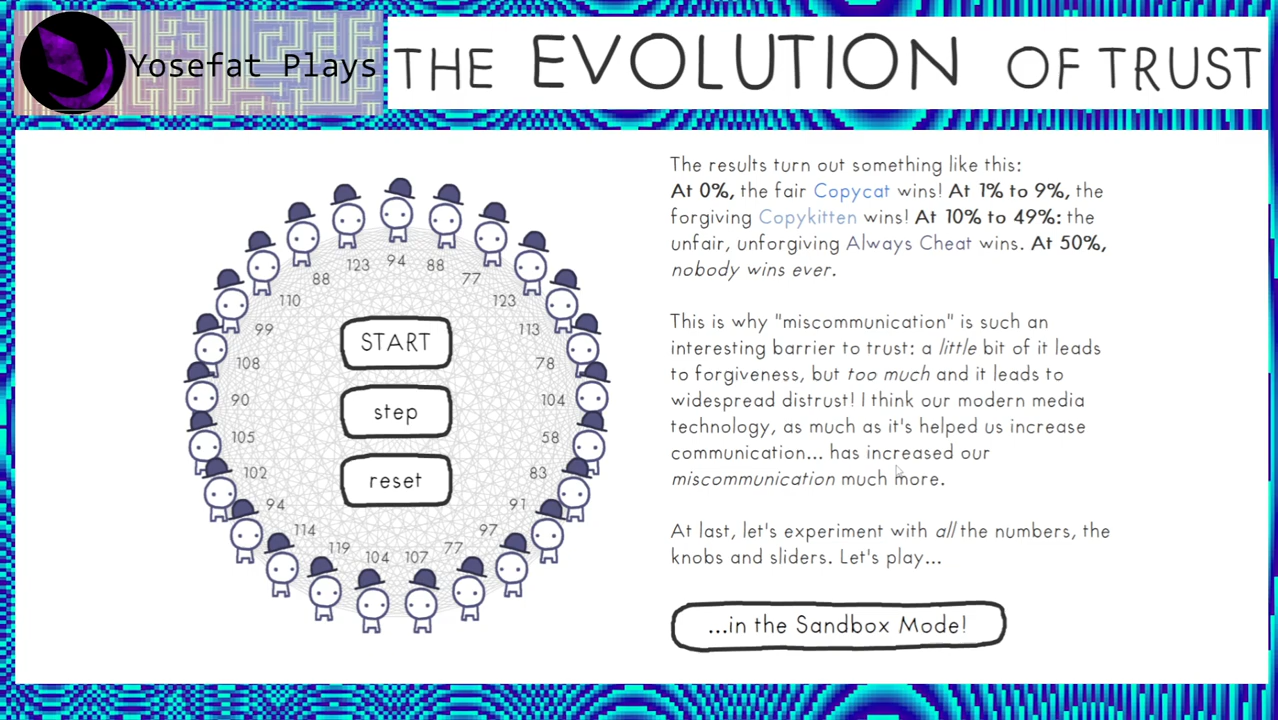 Yosefat Plays
THE EVOLUTION OF TRUST
The results turn out something like this:
At 0%, the fair Copycat wins! At 1% to 9%, the
forgiving Copykitten wins! At 10% to 49%: the
unfair, unforgiving Always Cheat wins. At 50%,
nobody wins ever.
This is why "miscommunication" is such an
interesting barrier to trust: a little bit of it leads
to forgiveness, but too much and it leads to
widespread distrust! I think our modern media
technology, as much as it's helped us increase
communication... has increased our
miscommunication much more.
At last, let's experiment with all the numbers, the
knobs and sliders. Let's play...
...in the Sandbox Mode!
START
step
reset
94
88
77
123
113
78
104
58
83
91
97
77
107
104
119
114
94
102
105
90
108
99
110
88
123